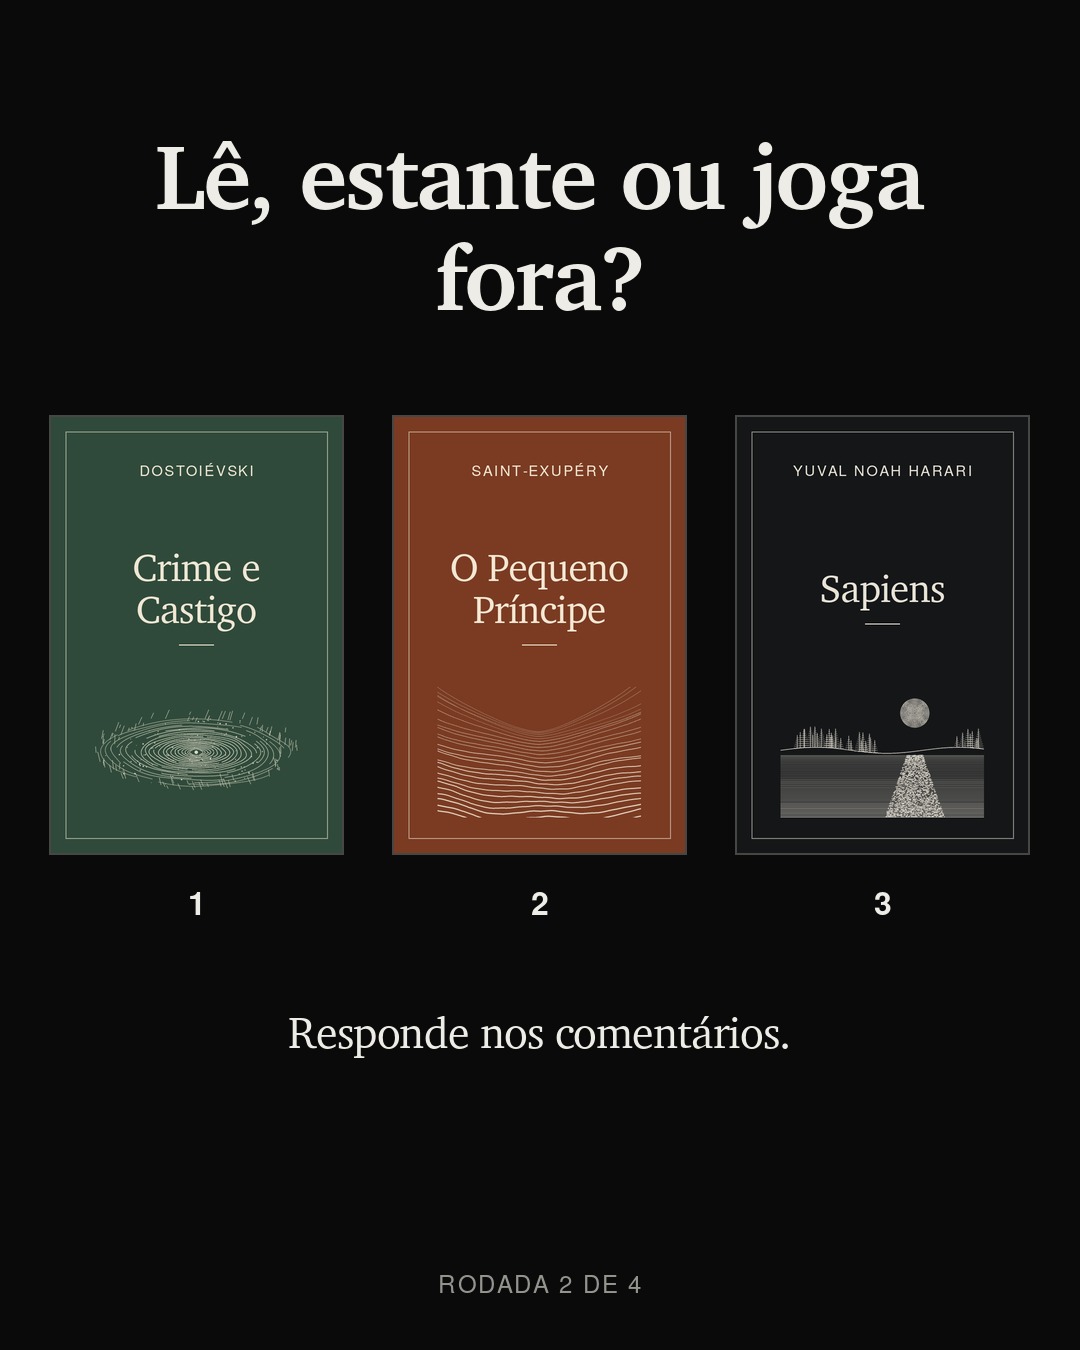 Lê, estante ou joga
fora?
DOSTOIÉVSKI
Crime e
Castigo
1
SAINT-EXUPÉRY
O Pequeno
Príncipe
2
YUVAL NOAH HARARI
Sapiens
3
Responde nos comentários.
RODADA 2 DE 4